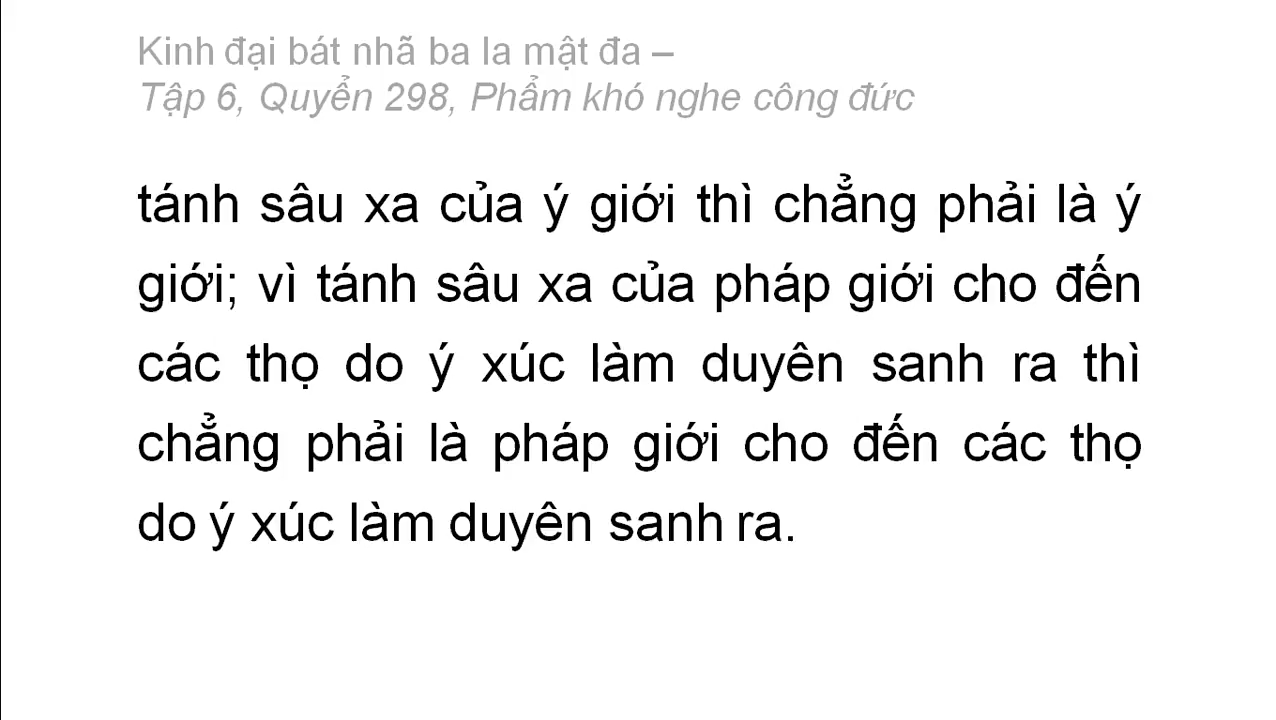 Kinh đại bát nhã ba la mật đa –
Tập 6, Quyển 298, Phẩm khó nghe công đức
tánh sâu xa của ý giới thì chẳng phải là ý
giới; vì tánh sâu xa của pháp giới cho đến
các thọ do ý xúc làm duyên sanh ra thì
chẳng phải là pháp giới cho đến các thọ
do ý xúc làm duyên sanh ra.